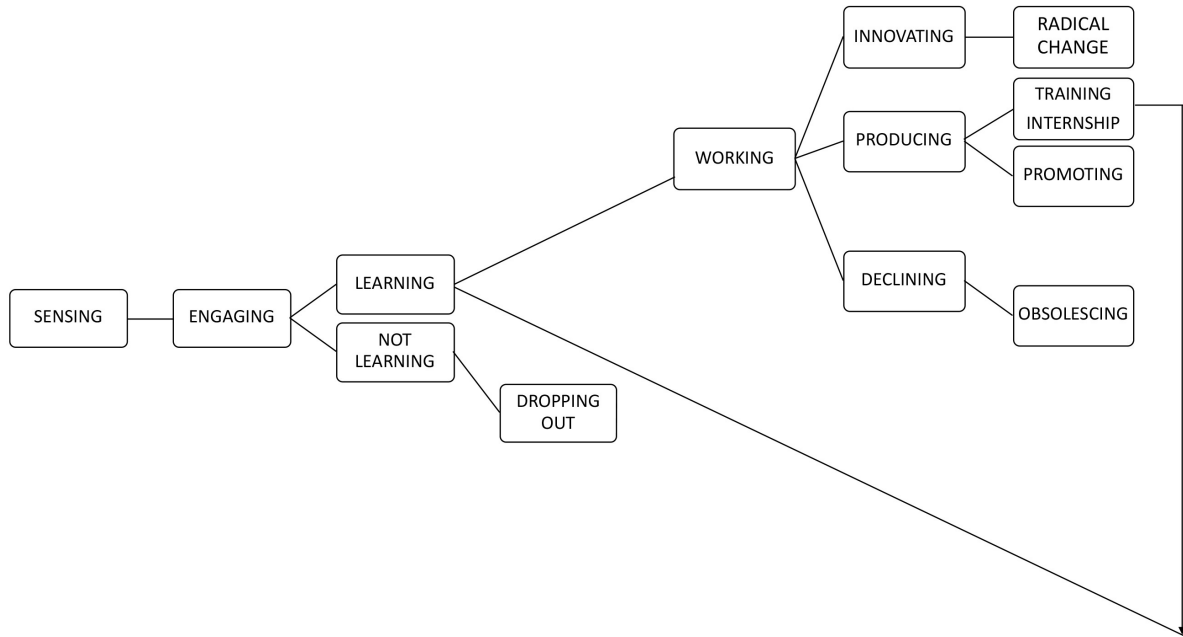 INNOVATING
RADICAL
CHANGE
TRAINING
INTERNSHIP
WORKING
PRODUCING
PROMOTING
LEARNING
DECLINING
SENSING
ENGAGING
OBSOLESCING
NOT
LEARNING
DROPPING
OUT